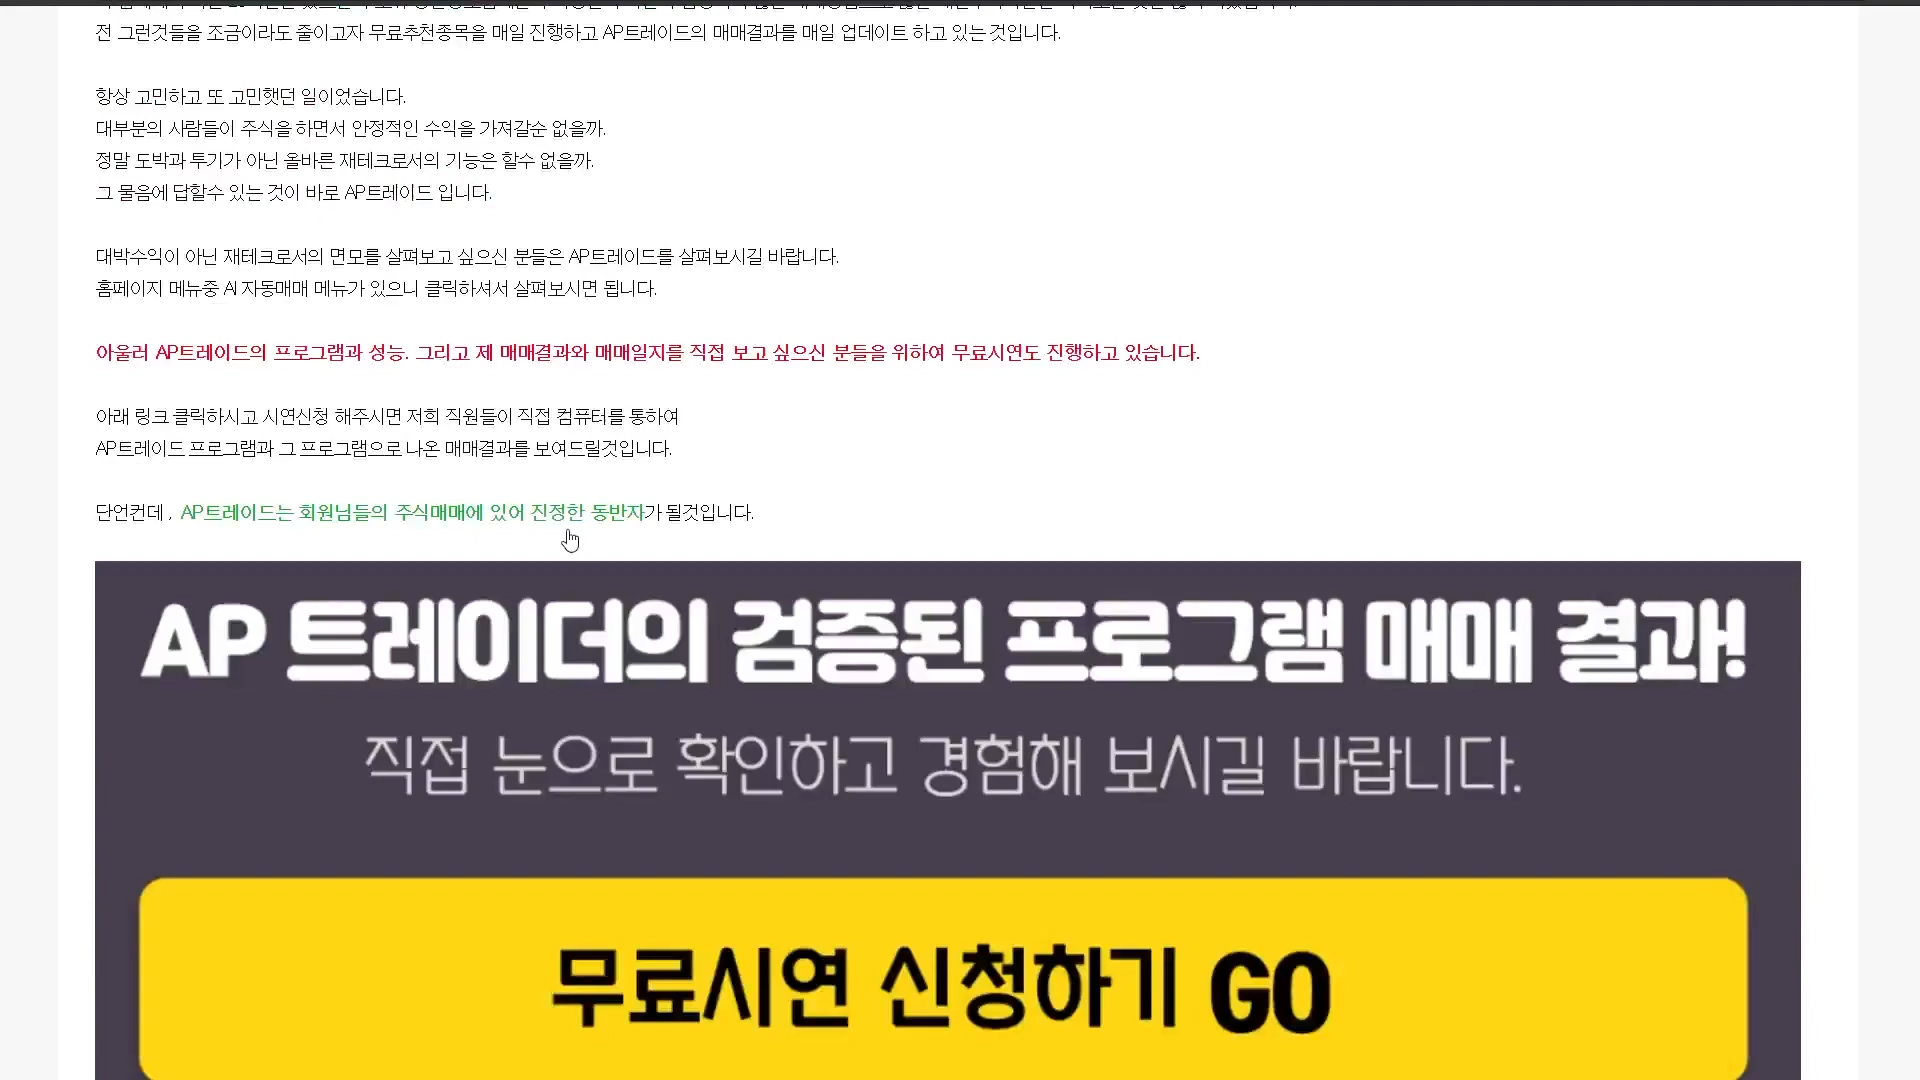 전 그런것들을 조금이라도 줄이고자 무료추천종목을 매일 진행하고 AP트레이드의 매매결과를 매일 업데이트 하고 있는 것입니다.
항상 고민하고 또 고민했던 일이었습니다.
대부분의 사람들이 주식을 하면서 안정적인 수익을 가져갈순 없을까.
정말 도박과 투기가 아닌 올바른 재테크로서의 기능은 할수 없을까.
그 물음에 답할수 있는 것이 바로 AP트레이드 입니다.
대박수익이 아닌 재테크로서의 면모를 살펴보고 싶으신 분들은 AP트레이드를 살펴보시길 바랍니다.
홈페이지 메뉴중 AI 자동매매 메뉴가 있으니 클릭하셔서 살펴보시면 됩니다.
아울러 AP트레이드의 프로그램과 성능. 그리고 제 매매결과와 매매일지를 직접 보고 싶으신 분들을 위하여 무료시연도 진행하고 있습니다.
아래 링크 클릭하시고 시연신청 해주시면 저희 직원들이 직접 컴퓨터를 통하여
AP트레이드 프로그램과 그 프로그램으로 나온 매매결과를 보여드릴것입니다.
단언컨데 , AP트레이드는 회원님들의 주식매매에 있어 진정한 동반자가 될것입니다.
AP 트레이더의 검증된 프로그램 매매 결과!
직접 눈으로 확인하고 경험해 보시길 바랍니다.
무료시연 신청하기 GO